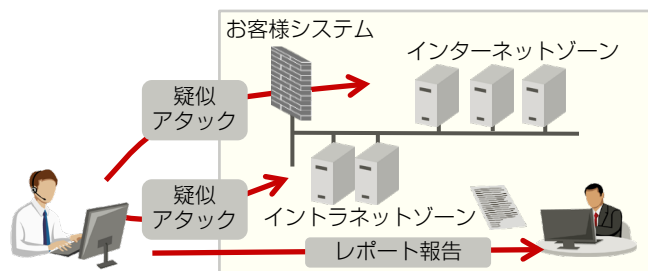 お客様システム
インターネットゾーン
疑似
アタック
疑似
アタック
イントラネットゾーン
レポート報告